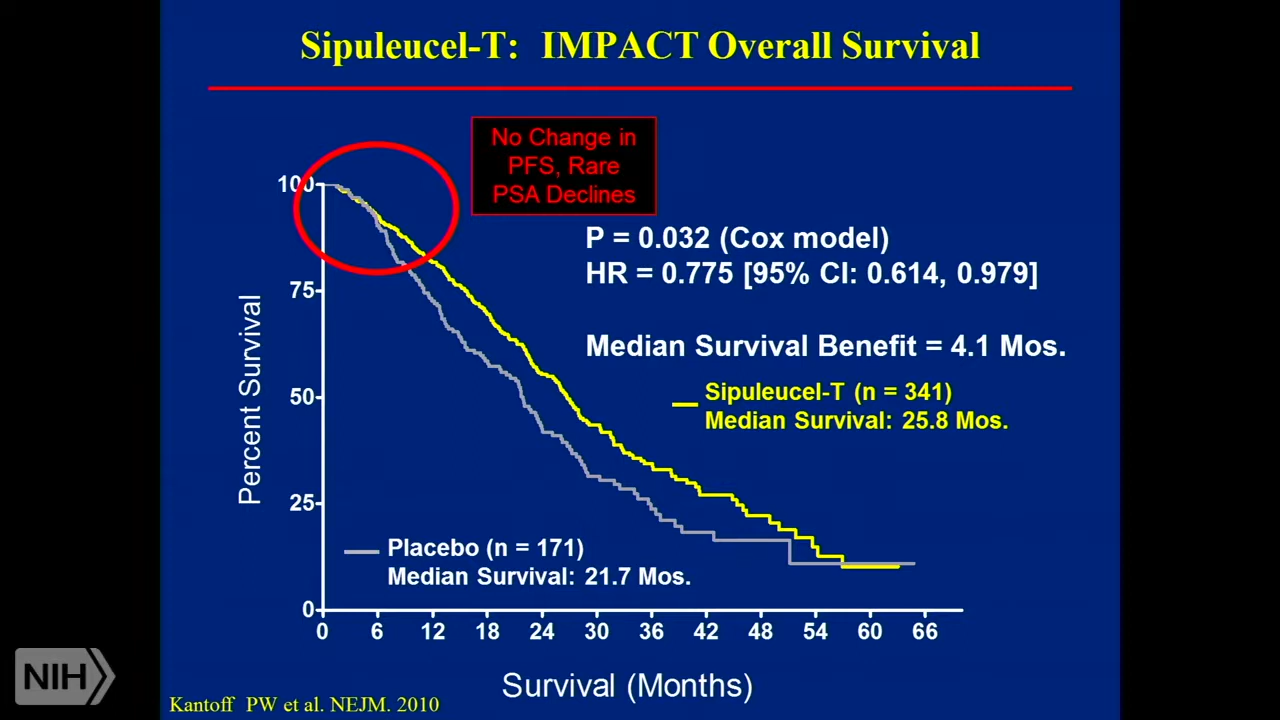 Sipuleucel-T: IMPACT Overall Survival
No Change in
PFS, Rare
PSA Declines
P = 0.032 (Cox model)
HR = 0.775 [95% CI: 0.614, 0.979]
Median Survival Benefit = 4.1 Mos.
Sipuleucel-T (n = 341)
Median Survival: 25.8 Mos.
Percent Survival
100
75
50
25
0
Placebo (n = 171)
Median Survival: 21.7 Mos.
0 6 12 18 24 30 36 42 48 54 60 66
Survival (Months)
NIH
Kantoff PW et al. NEJM. 2010